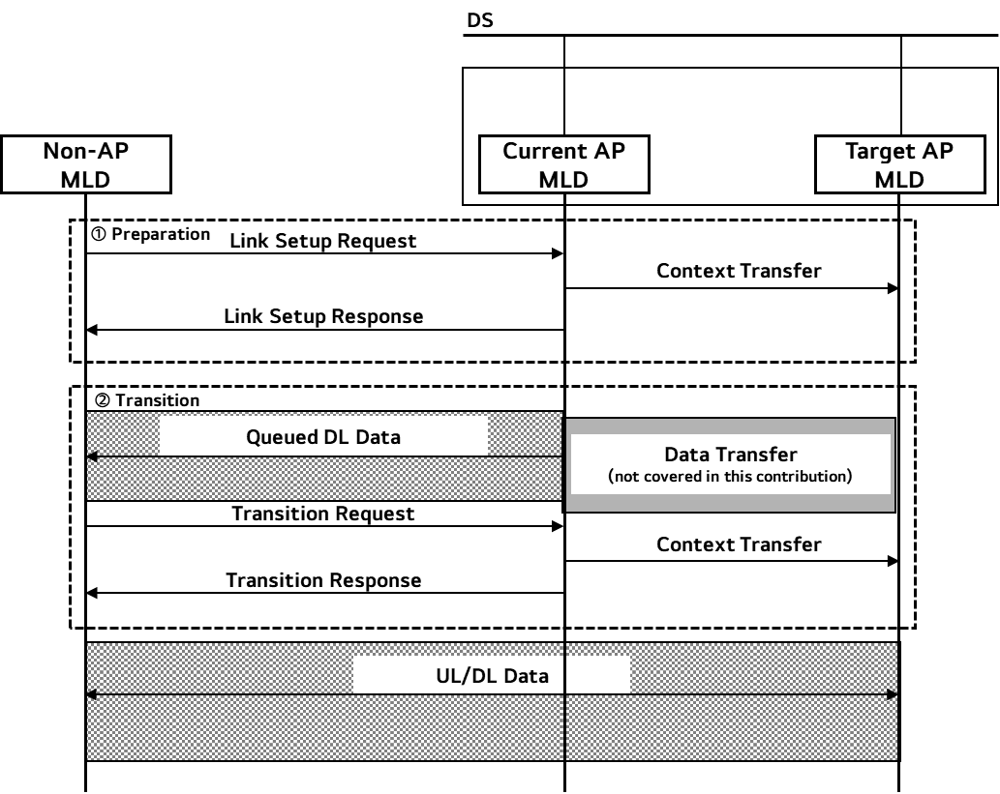 DS
Non-AP
MLD
Current AP
MLD
Target AP
MLD
① Preparation
Link Setup Request
Context Transfer
Link Setup Response
② Transition
Queued DL Data
Data Transfer
(not covered in this contribution)
Transition Request
Context Transfer
Transition Response
UL/DL Data